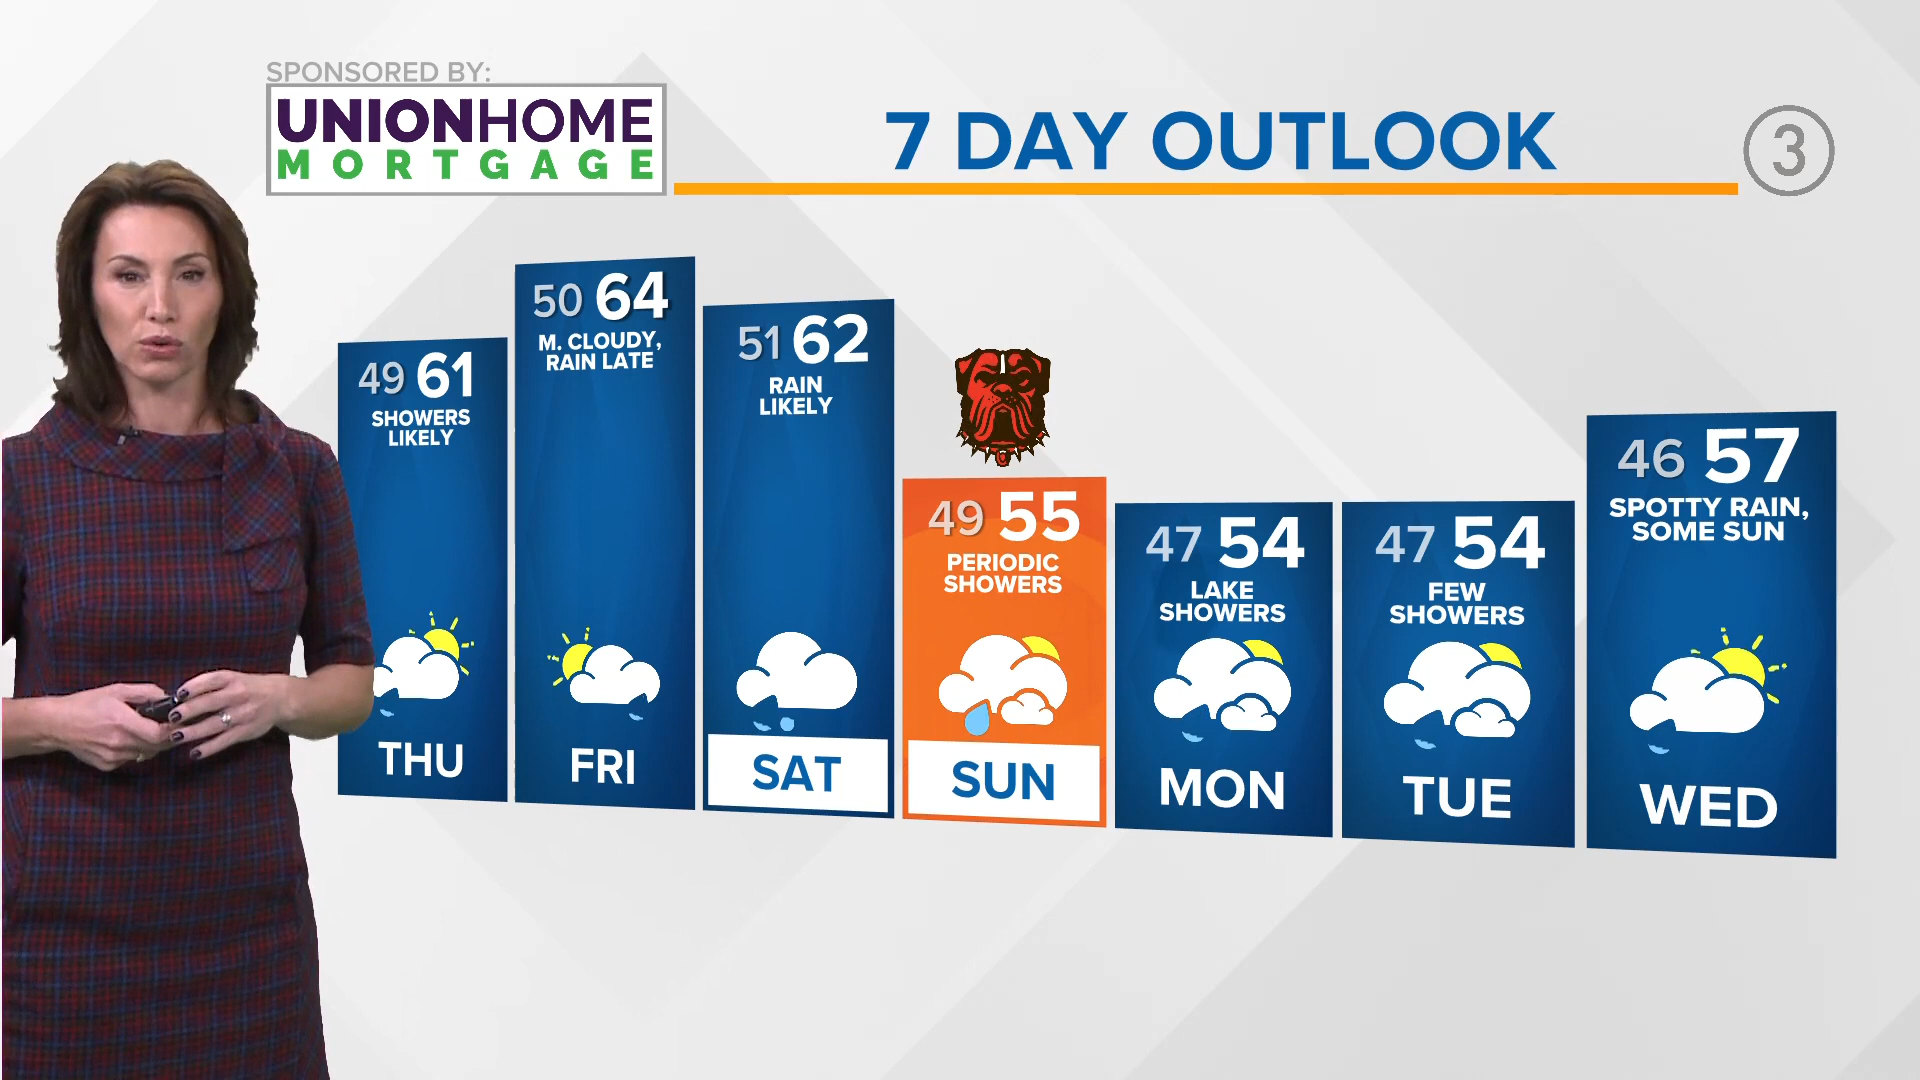 SPONSORED BY:
UNIONHOME
MORTGAGE
7 DAY OUTLOOK
3
49 61
SHOWERS
LIKELY
THU
50 64
M. CLOUDY,
RAIN LATE
FRI
51 62
RAIN
LIKELY
SAT
49 55
PERIODIC
SHOWERS
SUN
47 54
LAKE
SHOWERS
MON
47 54
FEW
SHOWERS
TUE
46 57
SPOTTY RAIN,
SOME SUN
WED